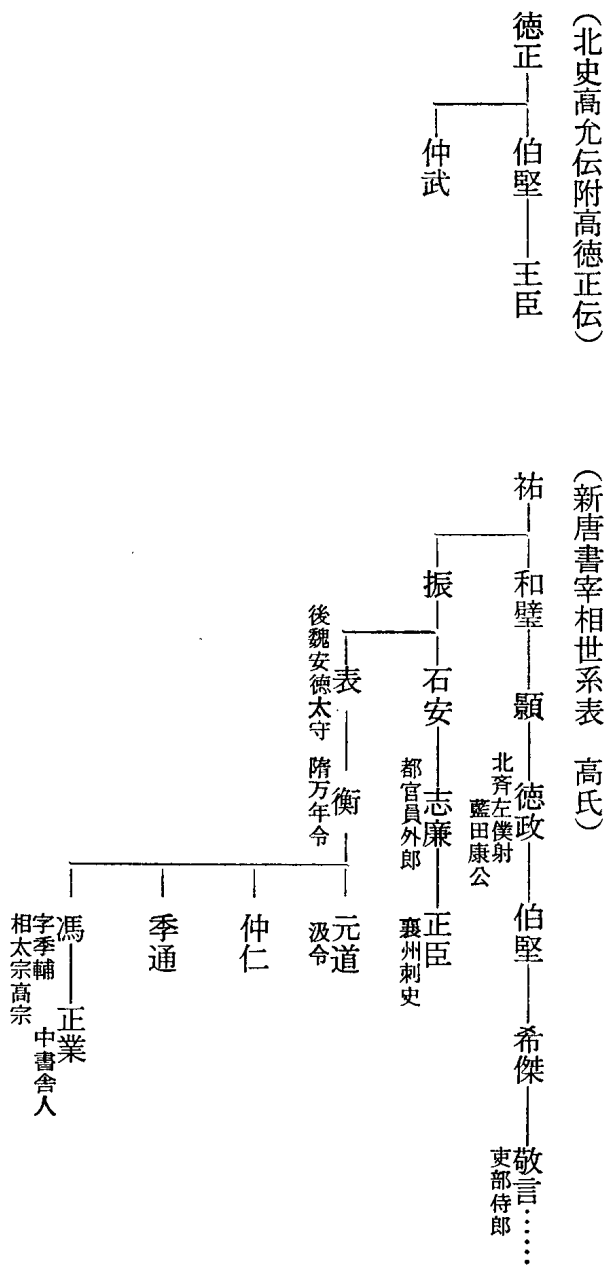 （北史高允伝附高徳正伝）
徳正
伯堅
王臣
仲武
（新唐書宰相世系表　高氏）
祐
和璧
顥
徳政
北斉左僕射
藍田康公
伯堅
希傑
敬言……
吏部侍郎
振
石安
志廉
都官員外郎
正臣
襄州刺史
表
後魏安徳太守
衡
隋万年令
元道
汲令
仲仁
季通
馮
字季輔
相太宗高宗
正業
中書舎人